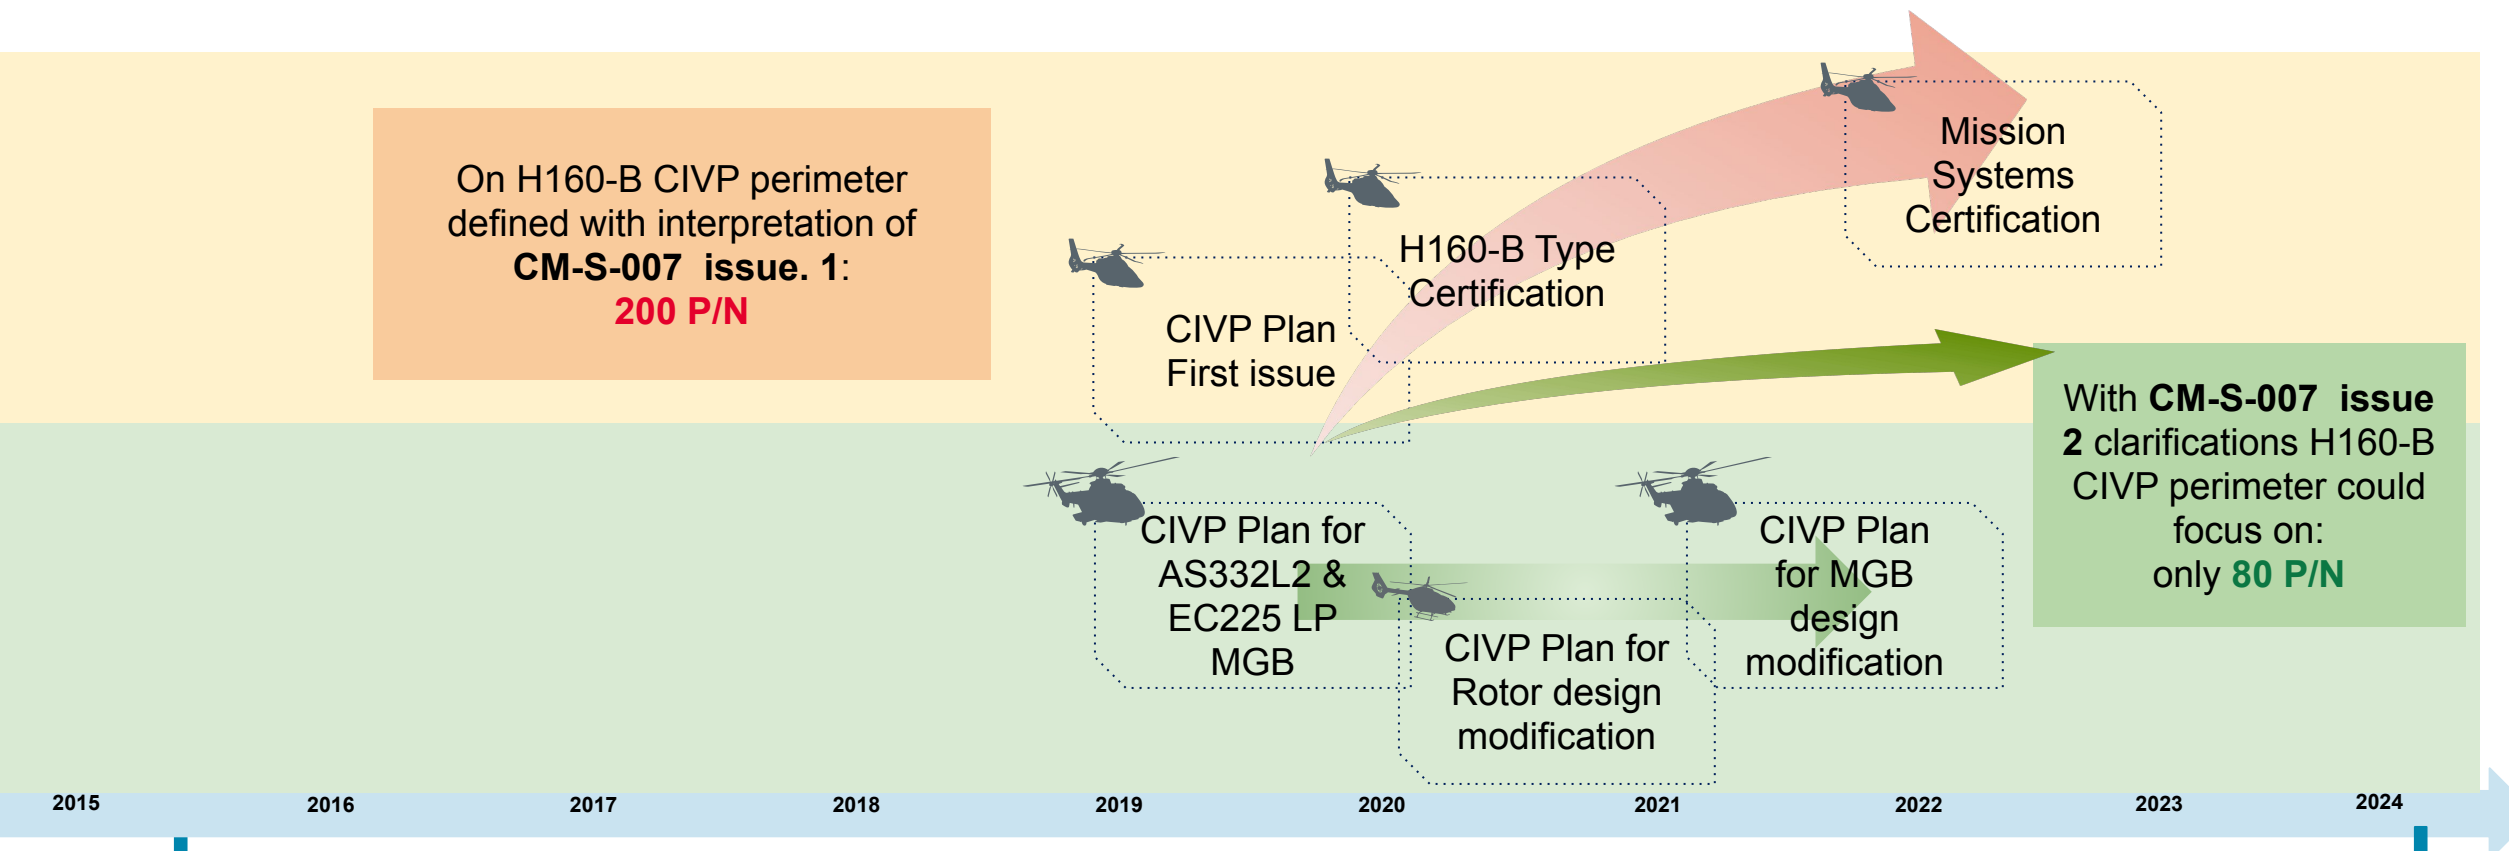 On H160-B CIVP perimeter
defined with interpretation of
CM-S-007 issue. 1:
200 P/N
Mission
Systems
Certification
H160-B Type
Certification
CIVP Plan
First issue
With CM-S-007 issue
2 clarifications H160-B
CIVP perimeter could
focus on:
only 80 P/N
CIVP Plan for
AS332L2 &
EC225 LP
MGB
CIVP Plan for
Rotor design
modification
CIVP Plan
for MGB
design
modification
2015
2016
2017
2018
2019
2020
2021
2022
2023
2024